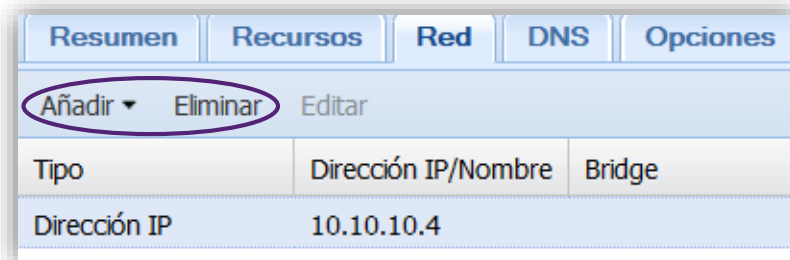 Resumen Recursos Red DNS Opciones
Añadir Eliminar Editar
Tipo Dirección IP/Nombre Bridge
Dirección IP 10.10.10.4